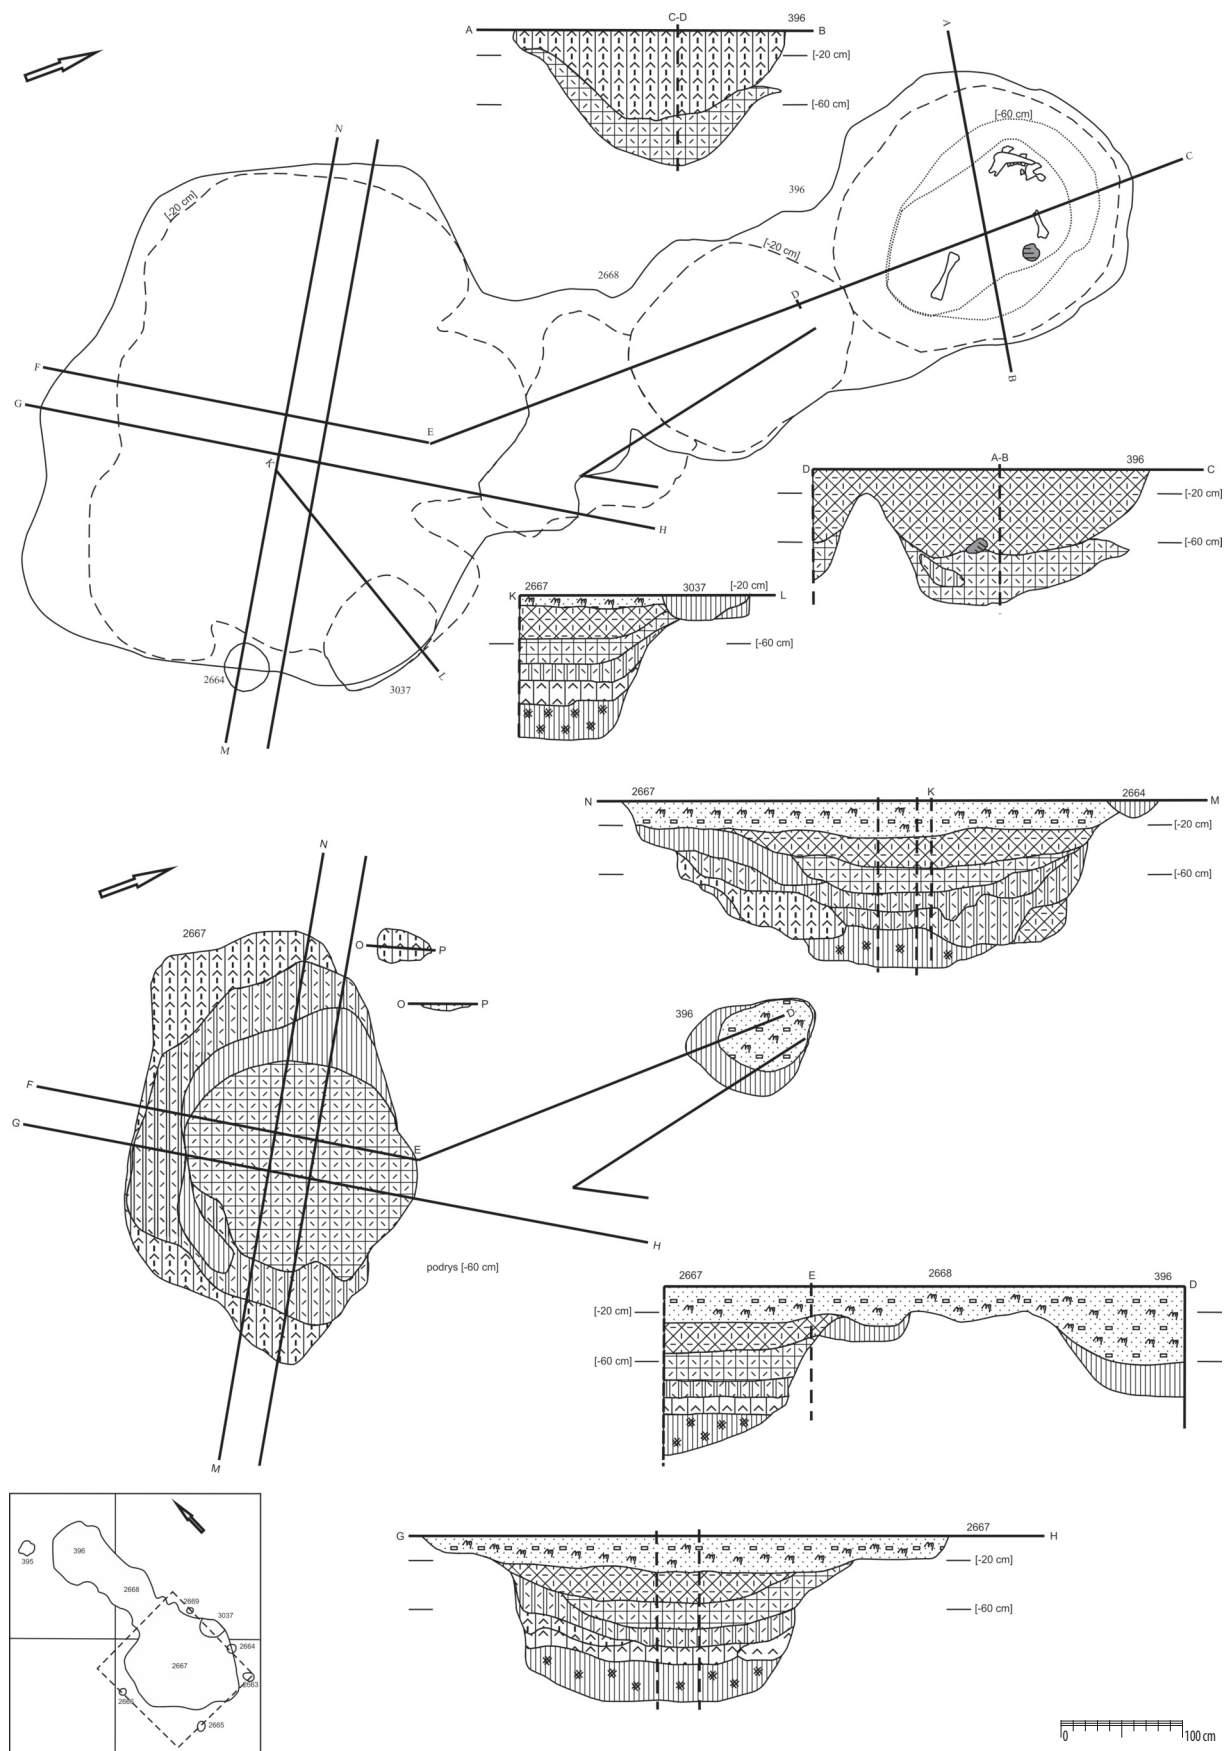 A C-D 396 B
[-20 cm]
[-60 cm]
N
[-20 cm]
A
[-60 cm]
C
396
[-20 cm]
2668
D
F
G
E
K
H
B
2664
3037
L
M
D A-B 396 C
[-20 cm]
[-60 cm]
K 2667 3037 [-20 cm] L
[-60 cm]
N 2667 K 2664 M
[-20 cm]
[-60 cm]
N
2667
O P
O P
396
D
F
G
E
H
podrys [-60 cm]
M
2667 E 2668 396 D
[-20 cm]
[-60 cm]
395
396
2668
2669
3037
2664
2667
2663
2666
2665
G 2667 H
[-20 cm]
[-60 cm]
0 100 cm